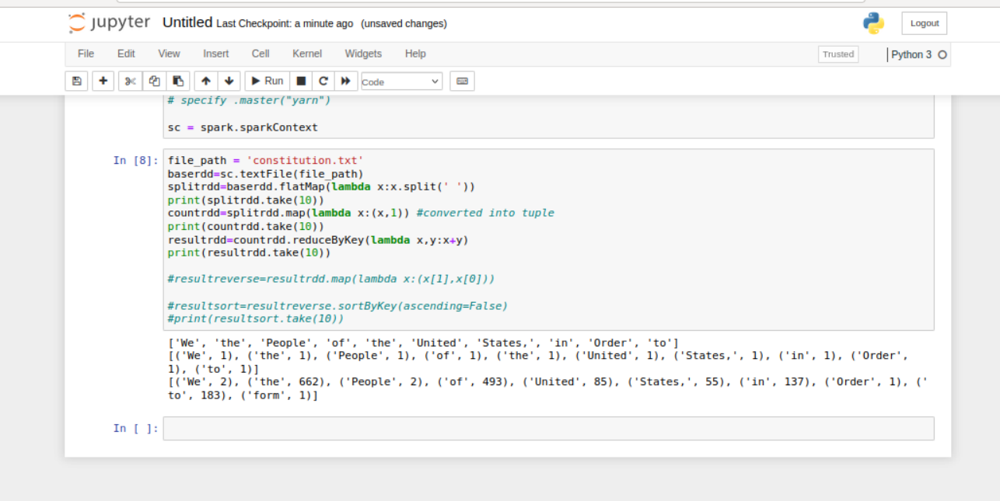 jupyter Untitled Last Checkpoint: a minute ago (unsaved changes) Logout
File Edit View Insert Cell Kernel Widgets Help Trusted Python 3
Run Code
# specify .master("yarn")
sc = spark.sparkContext
In [8]: file_path = 'constitution.txt'
baserdd=sc.textFile(file_path)
splitrdd=baserdd.flatMap(lambda x:x.split(' '))
print(splitrdd.take(10))
countrdd=splitrdd.map(lambda x:(x,1)) #converted into tuple
print(countrdd.take(10))
resultrdd=countrdd.reduceByKey(lambda x,y:x+y)
print(resultrdd.take(10))
#resultreverse=resultrdd.map(lambda x:(x[1],x[0]))
#resultsort=resultreverse.sortByKey(ascending=False)
#print(resultsort.take(10))
['We', 'the', 'People', 'of', 'the', 'United', 'States,', 'in', 'Order', 'to']
[('We', 1), ('the', 1), ('People', 1), ('of', 1), ('the', 1), ('United', 1), ('States,', 1), ('in', 1), ('Order',
1), ('to', 1)]
[('We', 2), ('the', 662), ('People', 2), ('of', 493), ('United', 85), ('States,', 55), ('in', 137), ('Order', 1), ('
to', 183), ('form', 1)]
In [ ]: